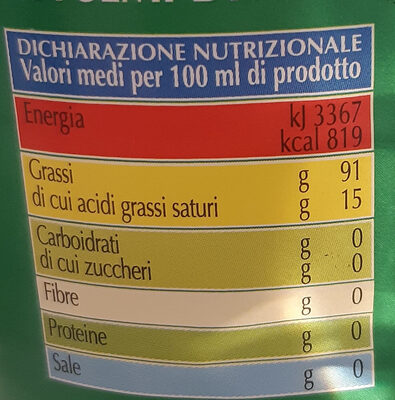 DICHIARAZIONE NUTRIZIONALE
Valori medi per 100 ml di prodotto
Energia kJ 3367
kcal 819
Grassi g 91
di cui acidi grassi saturi g 15
Carboidrati g 0
di cui zuccheri g 0
Fibre g 0
Proteine g 0
Sale g 0